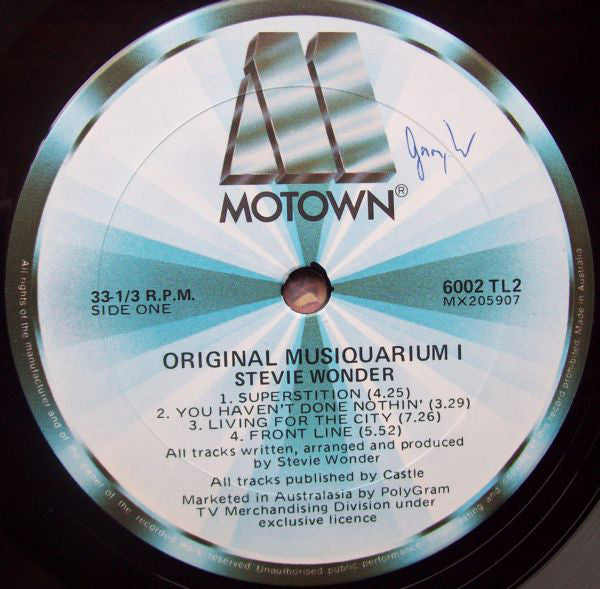 M
MOTOWN®
Gary. W
33-1/3 R.P.M.
SIDE ONE
6002 TL2
MX205907
ORIGINAL MUSIQUARIUM I
STEVIE WONDER
1. SUPERSTITION (4.25)
2. YOU HAVEN'T DONE NOTHIN' (3.29)
3. LIVING FOR THE CITY (7.26)
4. FRONT LINE (5.52)
All tracks written, arranged and produced
by Stevie Wonder
All tracks published by Castle
Marketed in Australasia by PolyGram
TV Merchandising Division under
exclusive licence
All rights of the manufacturer and of the owner of the recorded work reserved. Unauthorised public performance, broadcasting and copying of this record prohibited. Made in Australia